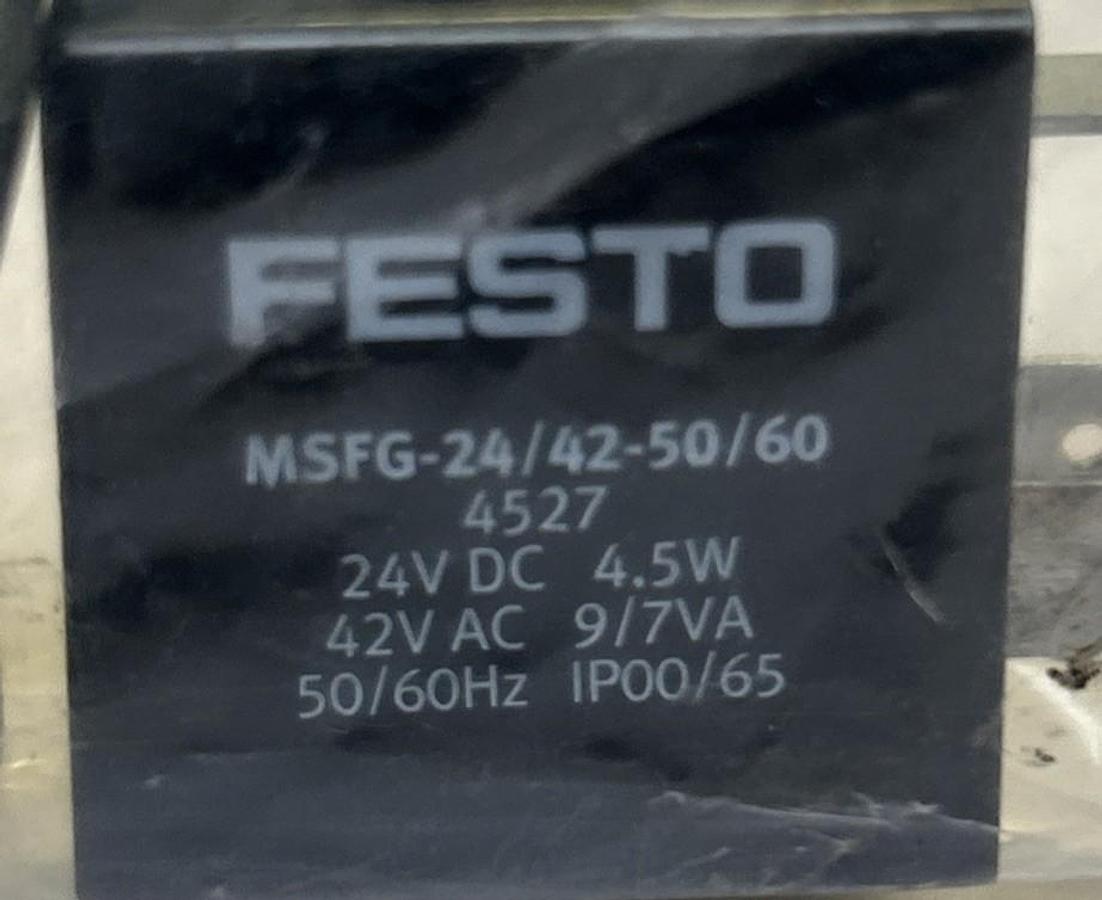 FESTO
MSFG-24/42-50/60
4527
24V DC 4.5W
42V AC 9/7VA
50/60Hz IP00/65